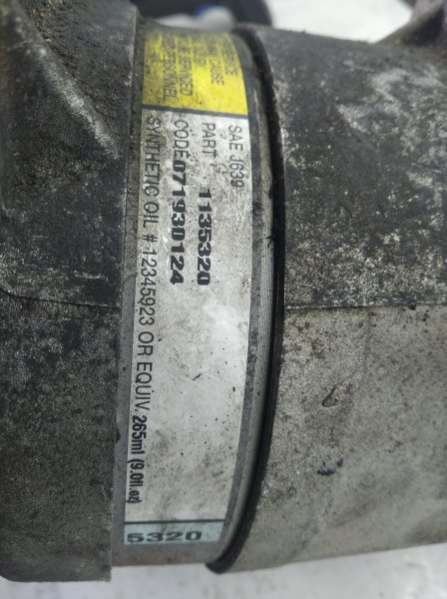 SAE J639
PART 1135320
CODE 071930124
SYNTHETIC OIL # 12345923 OR EQUIV. 265ml (9.0fl.oz)
5320